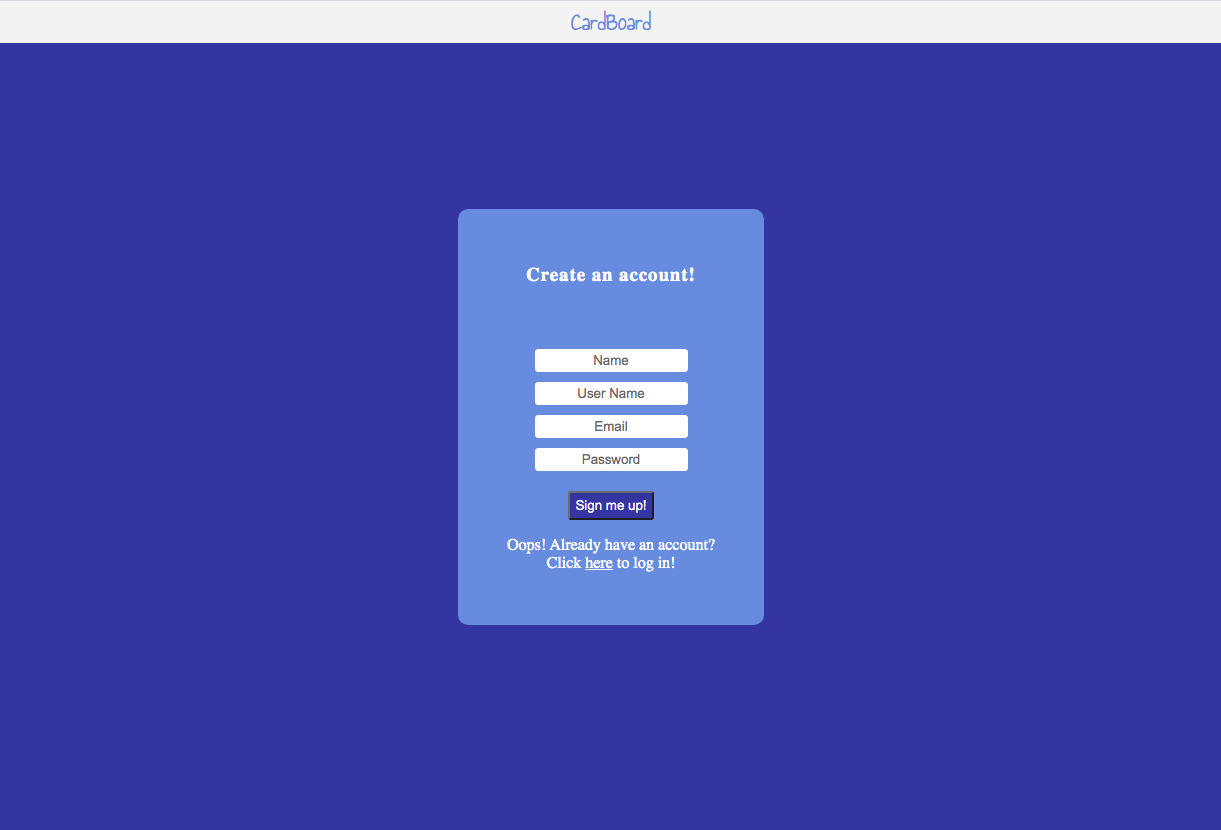 CardBoard
Create an account!
Name
User Name
Email
Password
Sign me up!
Oops! Already have an account?
Click here to log in!